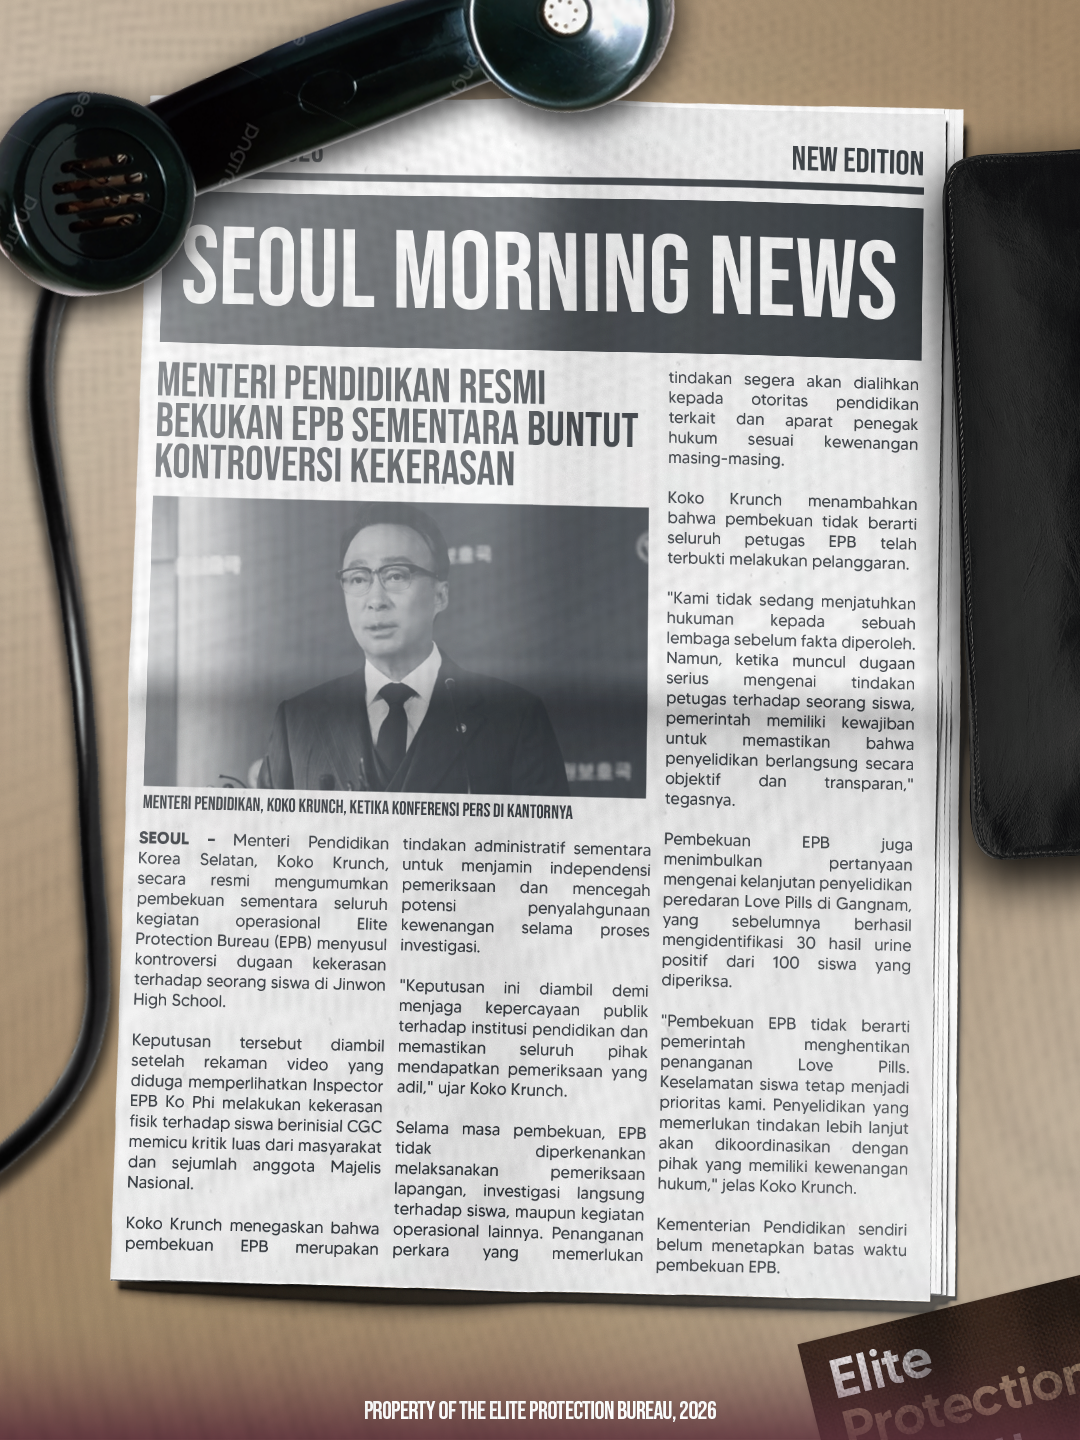 NEW EDITION
SEOUL MORNING NEWS
MENTERI PENDIDIKAN RESMI
BEKUKAN EPB SEMENTARA BUNTUT
KONTROVERSI KEKERASAN
보호국
보호국
MENTERI PENDIDIKAN, KOKO KRUNCH, KETIKA KONFERENSI PERS DI KANTORNYA
SEOUL - Menteri Pendidikan
Korea Selatan, Koko Krunch,
secara resmi mengumumkan
pembekuan sementara seluruh
kegiatan operasional Elite
Protection Bureau (EPB) menyusul
kontroversi dugaan kekerasan
terhadap seorang siswa di Jinwon
High School.
Keputusan tersebut diambil
setelah rekaman video yang
diduga memperlihatkan Inspector
EPB Ko Phi melakukan kekerasan
fisik terhadap siswa berinisial CGC
memicu kritik luas dari masyarakat
dan sejumlah anggota Majelis
Nasional.
Koko Krunch menegaskan bahwa
pembekuan EPB merupakan
tindakan administratif sementara
untuk menjamin independensi
pemeriksaan dan mencegah
potensi penyalahgunaan
kewenangan selama proses
investigasi.
"Keputusan ini diambil demi
menjaga kepercayaan publik
terhadap institusi pendidikan dan
memastikan seluruh pihak
mendapatkan pemeriksaan yang
adil," ujar Koko Krunch.
Selama masa pembekuan, EPB
tidak diperkenankan
melaksanakan pemeriksaan
lapangan, investigasi langsung
terhadap siswa, maupun kegiatan
operasional lainnya. Penanganan
perkara yang memerlukan
tindakan segera akan dialihkan
kepada otoritas pendidikan
terkait dan aparat penegak
hukum sesuai kewenangan
masing-masing.
Koko Krunch menambahkan
bahwa pembekuan tidak berarti
seluruh petugas EPB telah
terbukti melakukan pelanggaran.
"Kami tidak sedang menjatuhkan
hukuman kepada sebuah
lembaga sebelum fakta diperoleh.
Namun, ketika muncul dugaan
serius mengenai tindakan
petugas terhadap seorang siswa,
pemerintah memiliki kewajiban
untuk memastikan bahwa
penyelidikan berlangsung secara
objektif dan transparan,"
tegasnya.
Pembekuan EPB juga
menimbulkan pertanyaan
mengenai kelanjutan penyelidikan
peredaran Love Pills di Gangnam,
yang sebelumnya berhasil
mengidentifikasi 30 hasil urine
positif dari 100 siswa yang
diperiksa.
"Pembekuan EPB tidak berarti
pemerintah menghentikan
penanganan Love Pills.
Keselamatan siswa tetap menjadi
prioritas kami. Penyelidikan yang
memerlukan tindakan lebih lanjut
akan dikoordinasikan dengan
pihak yang memiliki kewenangan
hukum," jelas Koko Krunch.
Kementerian Pendidikan sendiri
belum menetapkan batas waktu
pembekuan EPB.
Elite
Protection
PROPERTY OF THE ELITE PROTECTION BUREAU, 2026